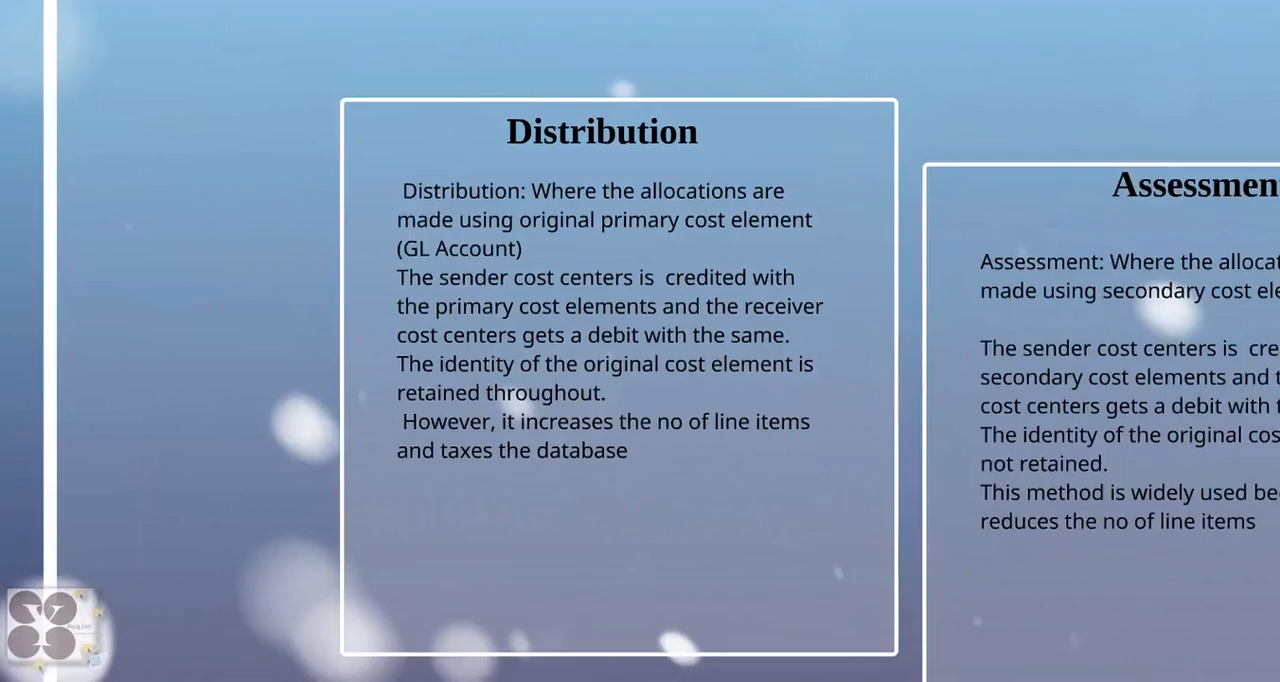 Distribution
Distribution: Where the allocations are
made using original primary cost element
(GL Account)
The sender cost centers is  credited with
the primary cost elements and the receiver
cost centers gets a debit with the same.
The identity of the original cost element is
retained throughout.
However, it increases the no of line items
and taxes the database
Assessmen
Assessment: Where the allocat
made using secondary cost ele
The sender cost centers is  cre
secondary cost elements and t
cost centers gets a debit with t
The identity of the original cos
not retained.
This method is widely used be
reduces the no of line items